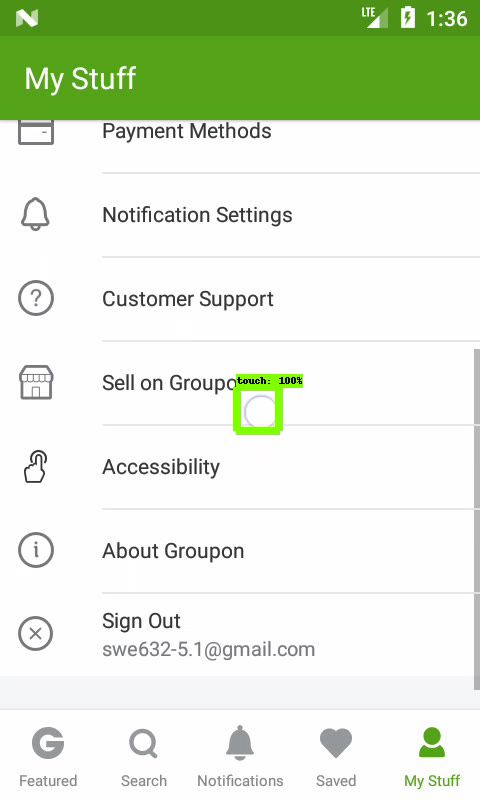 LTE 1:36
My Stuff
Payment Methods
Notification Settings
Customer Support
touch: 100%
Sell on Groupo
Accessibility
About Groupon
Sign Out
swe632-5.1@gmail.com
Featured Search Notifications Saved My Stuff